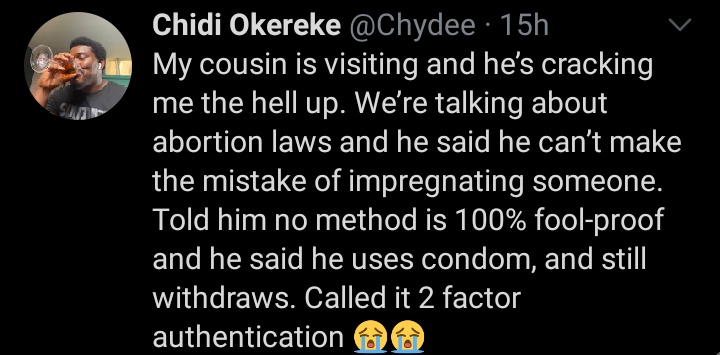 Chidi Okereke @Chydee · 15h
My cousin is visiting and he’s cracking
me the hell up. We’re talking about
abortion laws and he said he can’t make
the mistake of impregnating someone.
Told him no method is 100% fool-proof
and he said he uses condom, and still
withdraws. Called it 2 factor
authentication 😭😭